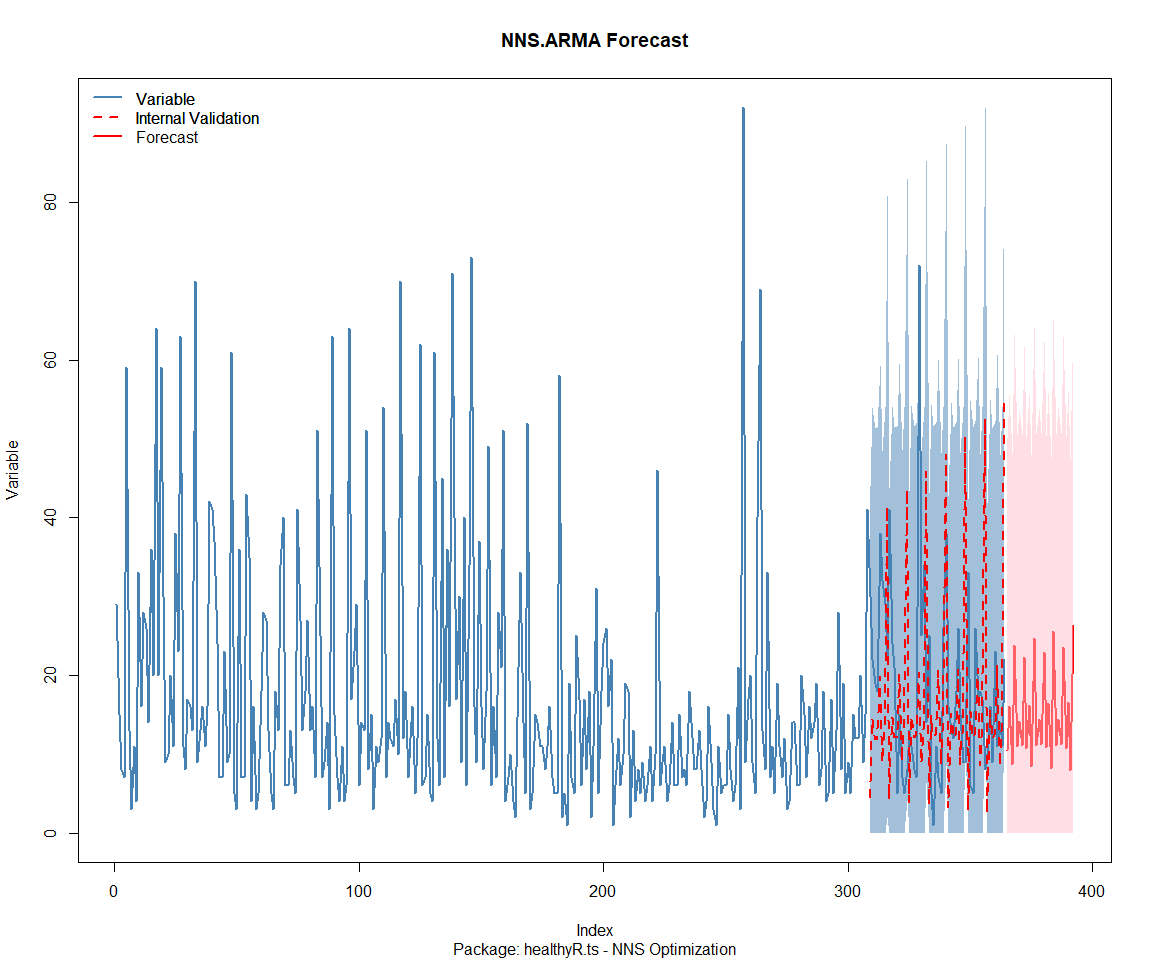 NNS.ARMA Forecast
Variable
Internal Validation
Forecast
Variable
80
60
40
20
0
0 100 200 300 400
Index
Package: healthyR.ts - NNS Optimization